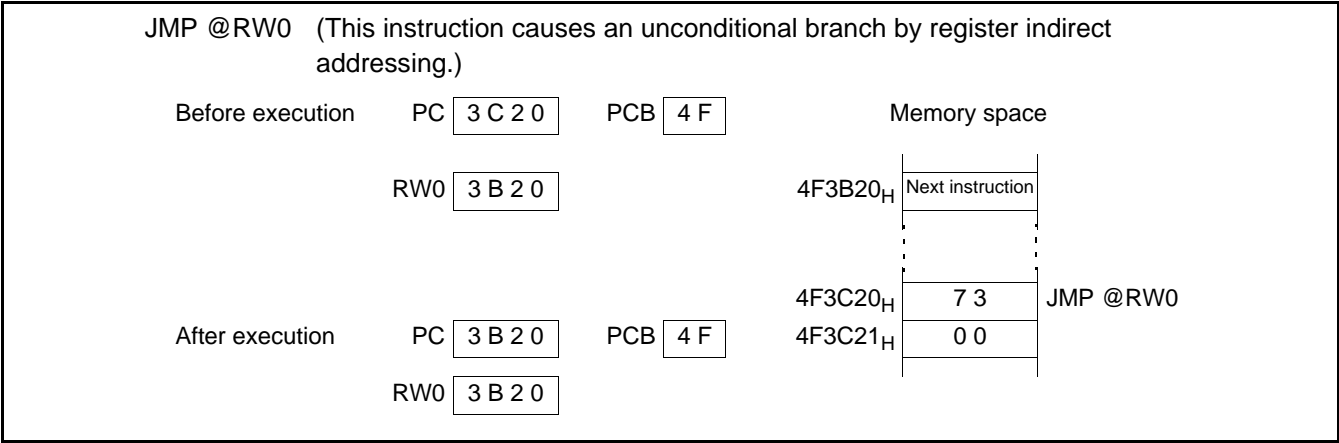 JMP @RW0 (This instruction causes an unconditional branch by register indirect
addressing.)
Before execution PC 3 C 2 0 PCB 4 F Memory space
RW0 3 B 2 0 4F3B20H Next instruction
4F3C20H 7 3 JMP @RW0
After execution PC 3 B 2 0 PCB 4 F 4F3C21H 0 0
RW0 3 B 2 0